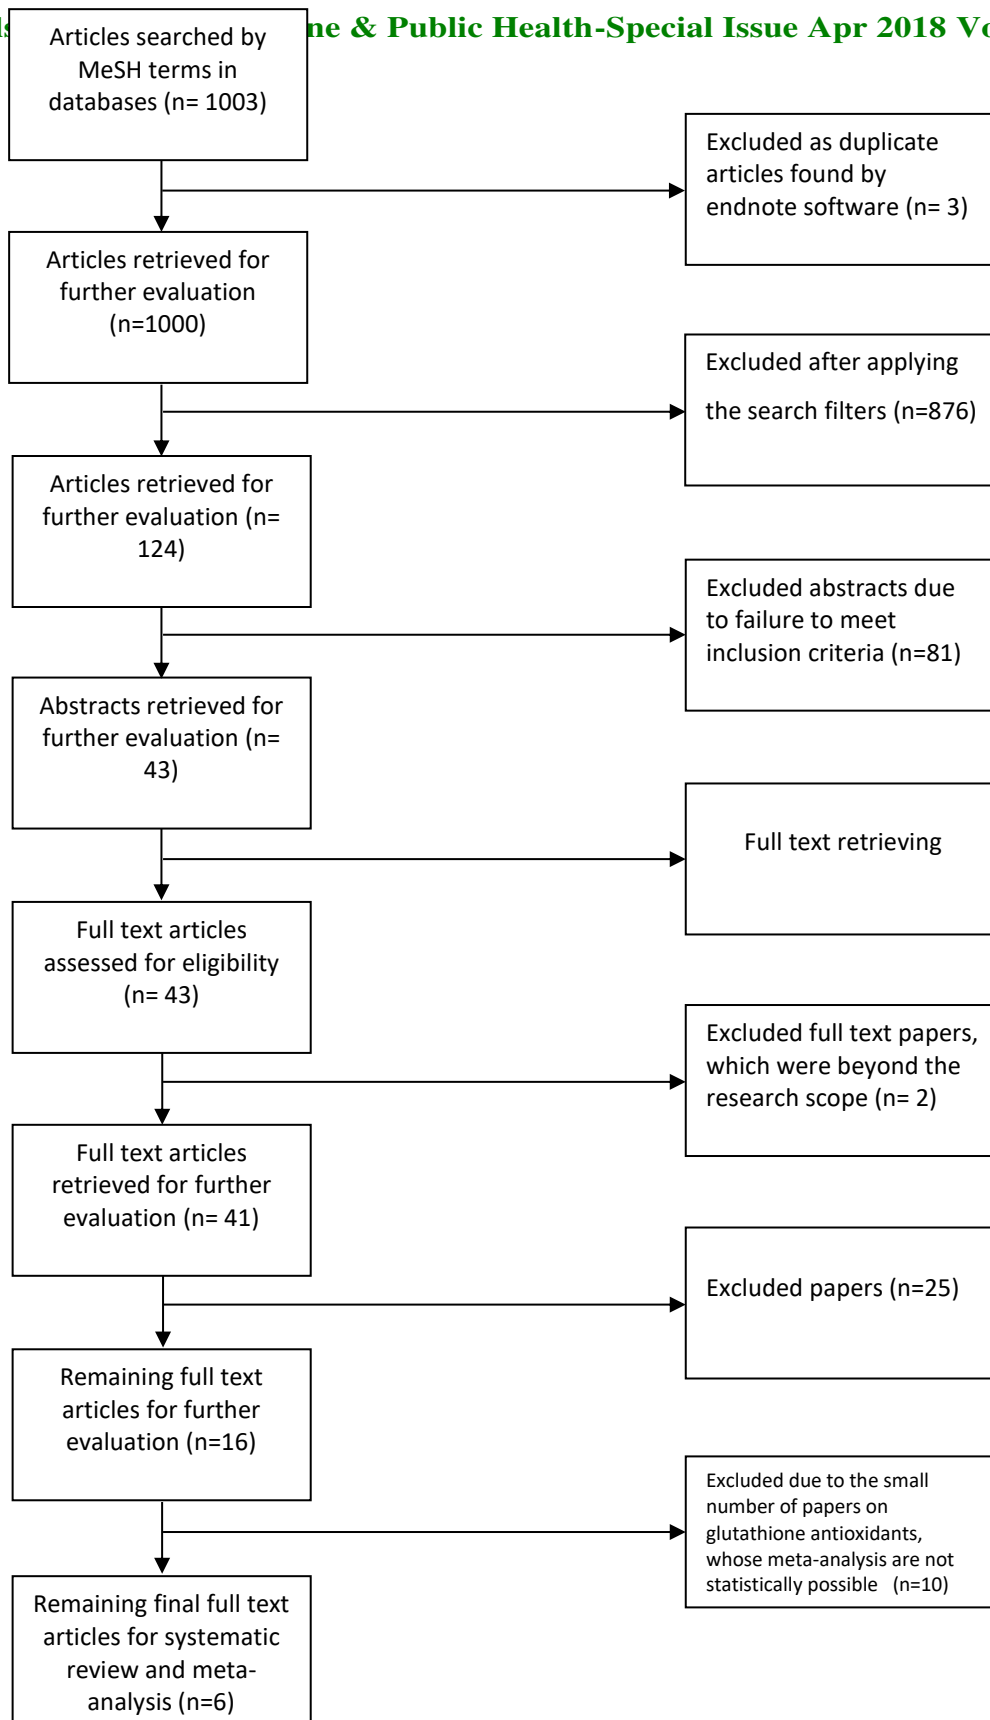 ne & Public Health-Special Issue Apr 2018 Vo
Articles searched by
MeSH terms in
databases (n= 1003)
Excluded as duplicate
articles found by
endnote software (n= 3)
Articles retrieved for
further evaluation
(n=1000)
Excluded after applying
the search filters (n=876)
Articles retrieved for
further evaluation (n=
124)
Excluded abstracts due
to failure to meet
inclusion criteria (n=81)
Abstracts retrieved for
further evaluation (n=
43)
Full text retrieving
Full text articles
assessed for eligibility
(n= 43)
Excluded full text papers,
which were beyond the
research scope (n= 2)
Full text articles
retrieved for further
evaluation (n= 41)
Excluded papers (n=25)
Remaining full text
articles for further
evaluation (n=16)
Excluded due to the small
number of papers on
glutathione antioxidants,
whose meta-analysis are not
statistically possible (n=10)
Remaining final full text
articles for systematic
review and meta-
analysis (n=6)